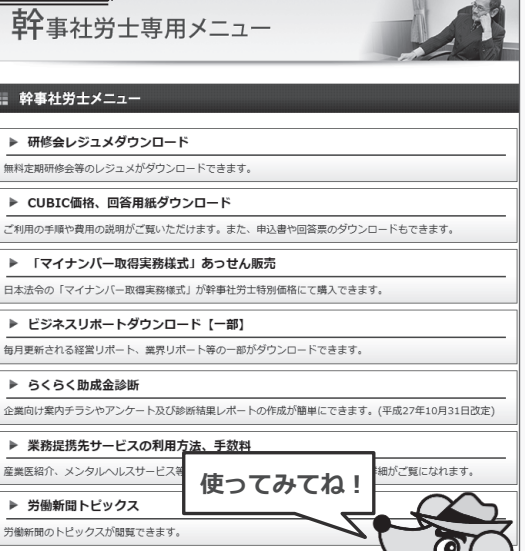 幹事社労士専用メニュー
幹事社労士メニュー
研修会レジュメダウンロード
無料定期研修会等のレジュメがダウンロードできます。
CUBIC価格、回答用紙ダウンロード
ご利用の手順や費用の説明がご覧いただけます。また、申込書や回答票のダウンロードもできます。
「マイナンバー取得実務様式」あっせん販売
日本法令の「マイナンバー取得実務様式」が幹事社労士特別価格にて購入できます。
ビジネスリポートダウンロード【一部】
毎月更新される経営リポート、業界リポート等の一部がダウンロードできます。
らくらく助成金診断
企業向け案内チラシやアンケート及び診断結果レポートの作成が簡単にできます。(平成27年10月31日改定)
業務提携先サービスの利用方法、手数料
産業医紹介、メンタルヘルスサービス等 細がご覧になれます。
使ってみてね！
労働新聞トピックス
労働新聞のトピックスが閲覧できます。